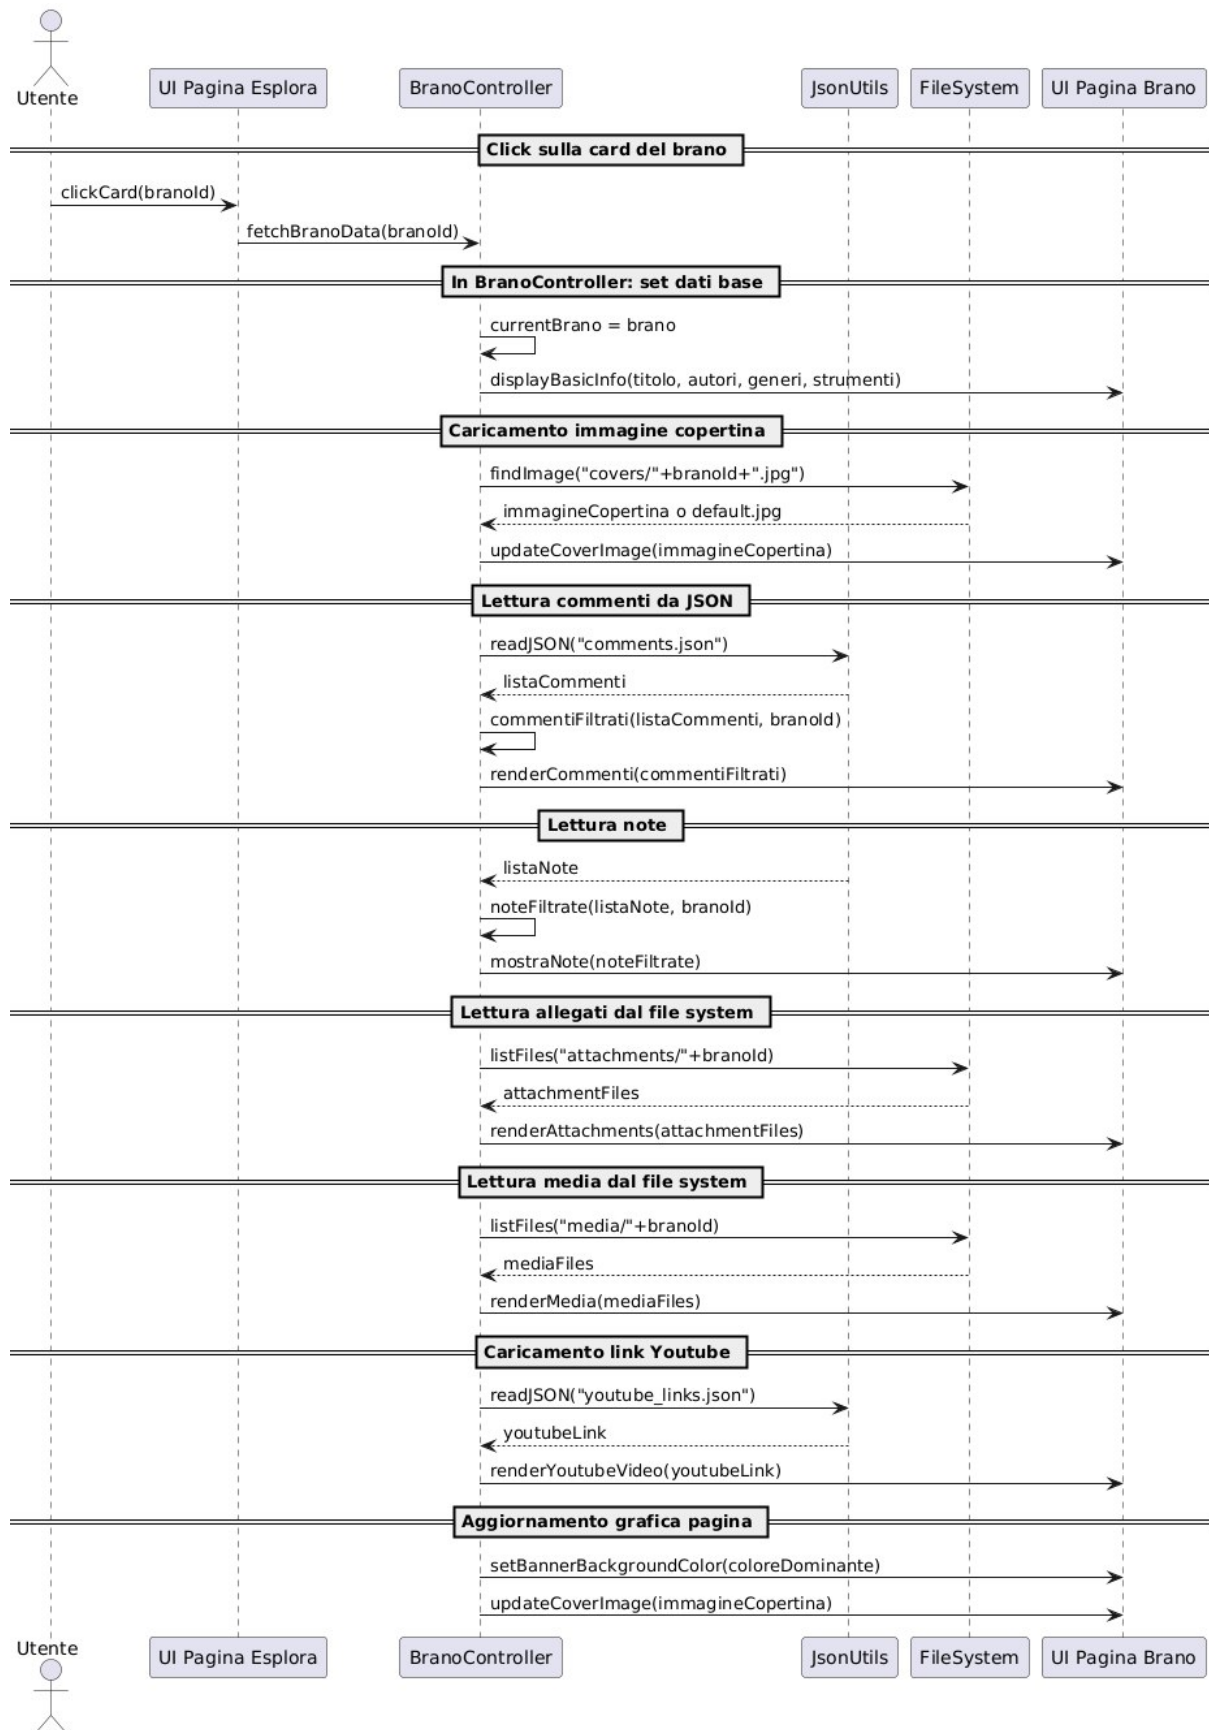 Utente
UI Pagina Esplora
BranoController
JsonUtils
FileSystem
UI Pagina Brano
Click sulla card del brano
clickCard(branoId)
fetchBranoData(branoId)
In BranoController: set dati base
currentBrano = brano
displayBasicInfo(titolo, autori, generi, strumenti)
Caricamento immagine copertina
findImage("covers/"+branoId+".jpg")
immagineCopertina o default.jpg
updateCoverImage(immagineCopertina)
Lettura commenti da JSON
readJSON("comments.json")
listaCommenti
commentiFiltrati(listaCommenti, branoId)
renderCommenti(commentiFiltrati)
Lettura note
listaNote
noteFiltrate(listaNote, branoId)
mostraNote(noteFiltrate)
Lettura allegati dal file system
listFiles("attachments/"+branoId)
attachmentFiles
renderAttachments(attachmentFiles)
Lettura media dal file system
listFiles("media/"+branoId)
mediaFiles
renderMedia(mediaFiles)
Caricamento link Youtube
readJSON("youtube_links.json")
youtubeLink
renderYoutubeVideo(youtubeLink)
Aggiornamento grafica pagina
setBannerBackgroundColor(coloreDominante)
updateCoverImage(immagineCopertina)
Utente
UI Pagina Esplora
BranoController
JsonUtils
FileSystem
UI Pagina Brano